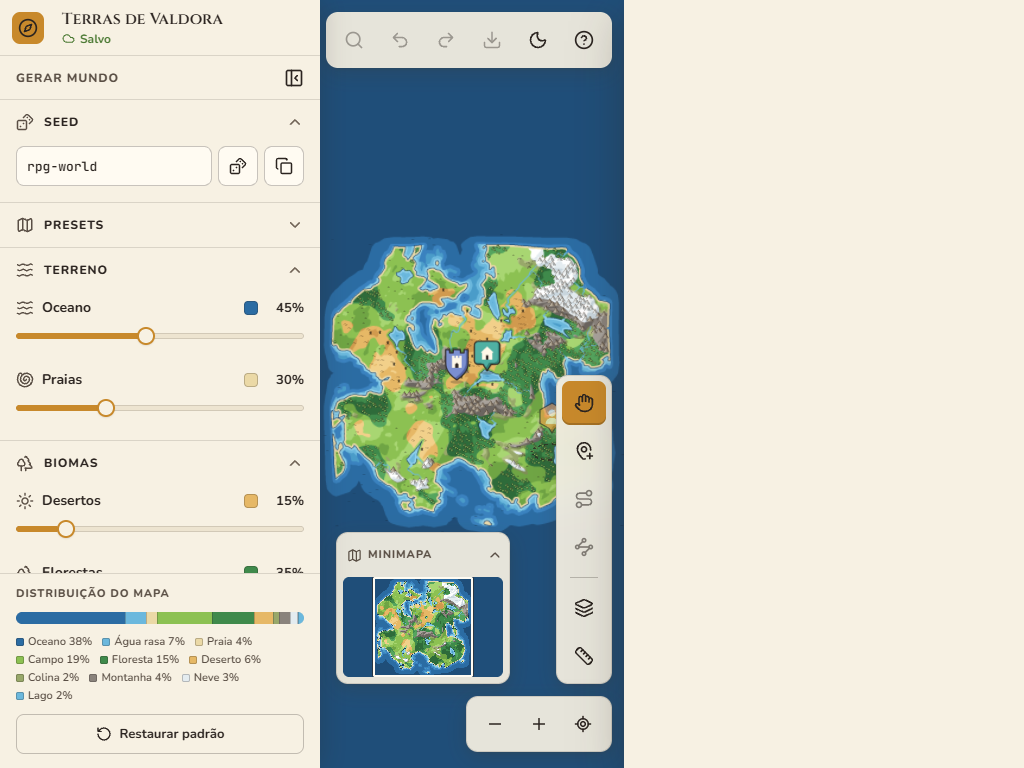 Terras de Valdora
Salvo
GERAR MUNDO
SEED
rpg-world
PRESETS
TERRENO
Oceano 45%
Praias 30%
BIOMAS
Desertos 15%
Florestas 35%
DISTRIBUIÇÃO DO MAPA
Oceano 38% Água rasa 7% Praia 4%
Campo 19% Floresta 15% Deserto 6%
Colina 2% Montanha 4% Neve 3%
Lago 2%
Restaurar padrão
MINIMAPA